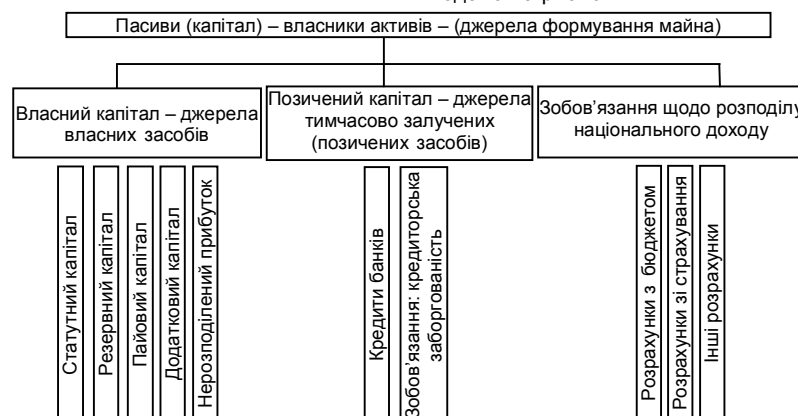 Пасиви (капітал) – власники активів – (джерела формування майна)
Власний капітал – джерела
власних засобів
Позичений капітал – джерела
тимчасово залучених
(позичених засобів)
Зобов’язання щодо розподілу
національного доходу
Статутний капітал
Резервний капітал
Пайовий капітал
Додатковий капітал
Нерозподілений прибуток
Кредити банків
Зобов’язання: кредиторська
заборгованість
Розрахунки з бюджетом
Розрахунки зі страхування
Інші розрахунки